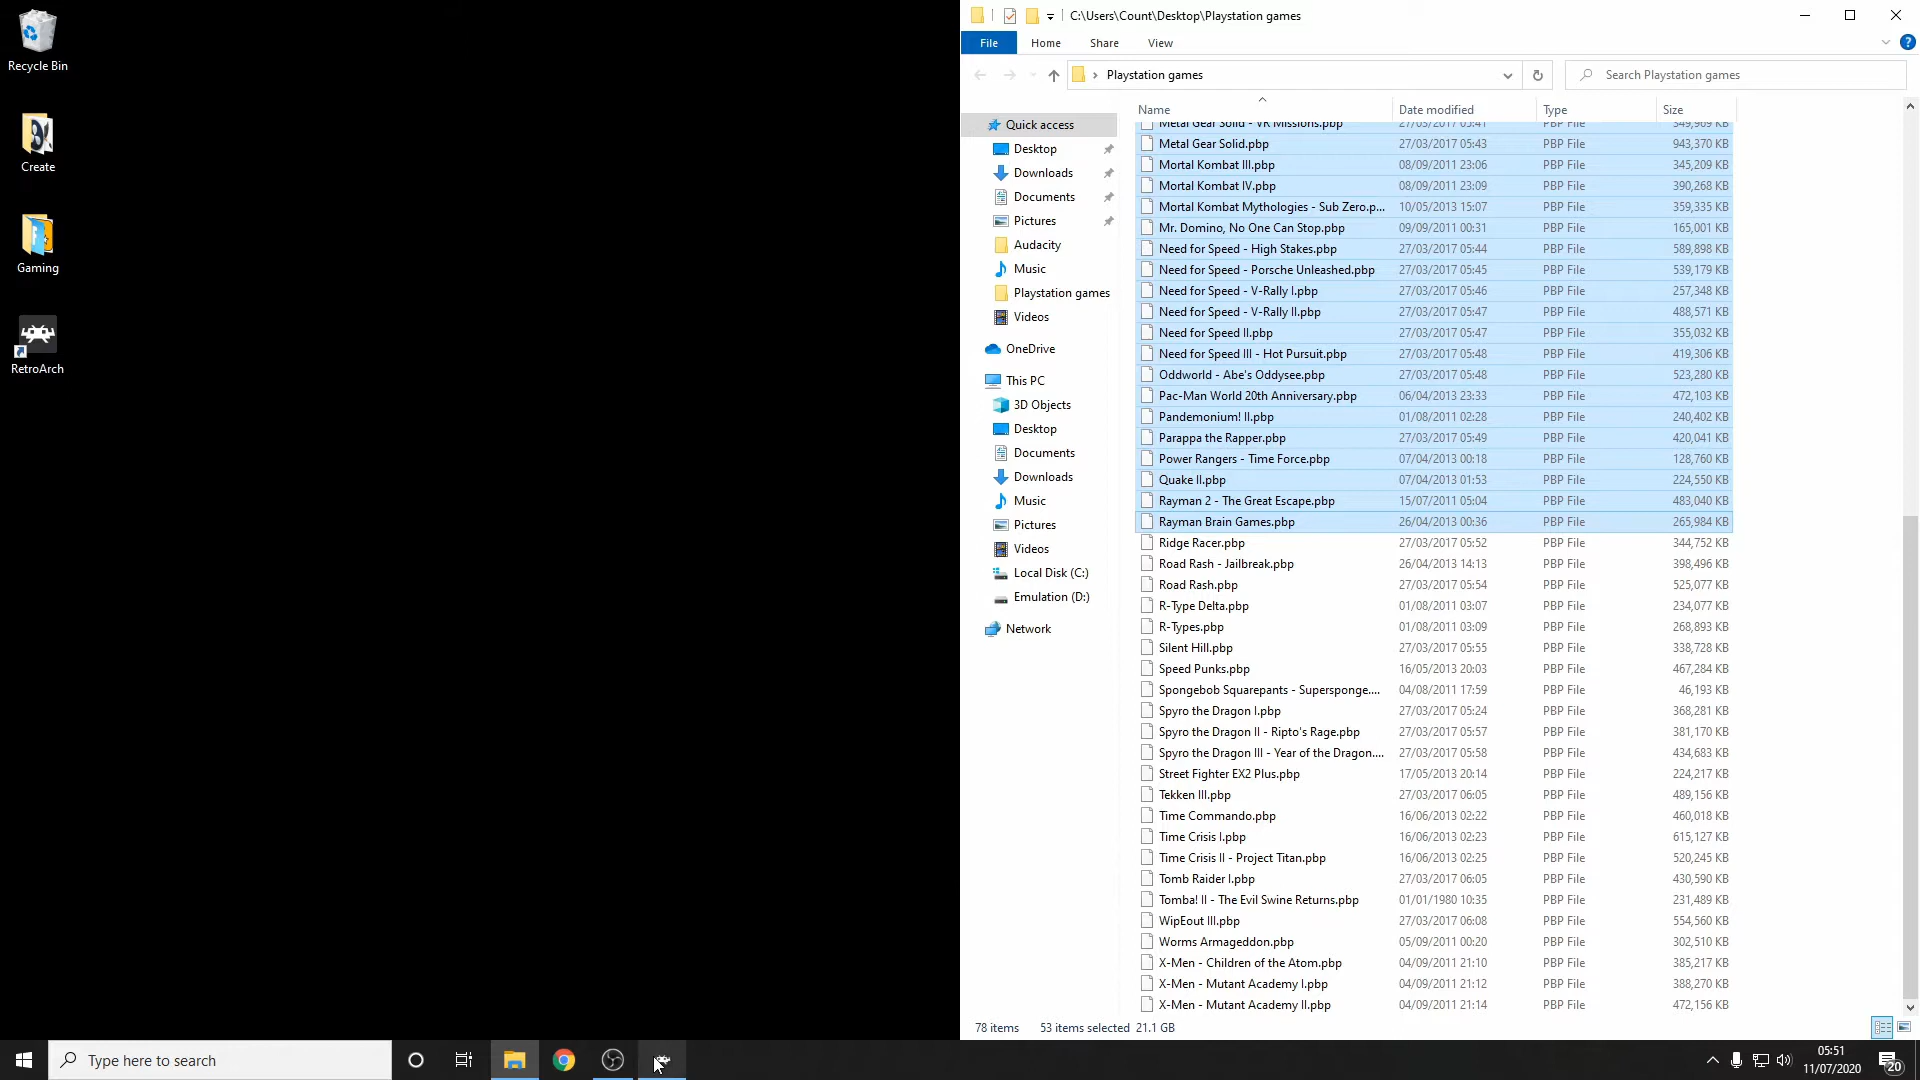 Recycle Bin
Create
Gaming
RetroArch
C:\Users\Count\Desktop\Playstation games
File
Home
Share
View
Playstation games
Search Playstation games
Quick access
Desktop
Downloads
Documents
Pictures
Audacity
Music
Playstation games
Videos
OneDrive
This PC
3D Objects
Desktop
Documents
Downloads
Music
Pictures
Videos
Local Disk (C:)
Emulation (D:)
Network
Name Date modified Type Size
Metal Gear Solid - VR Missions.pbp 27/03/2017 05:41 PBP File 349,969 KB
Metal Gear Solid.pbp 27/03/2017 05:43 PBP File 943,370 KB
Mortal Kombat III.pbp 08/09/2011 23:06 PBP File 345,209 KB
Mortal Kombat IV.pbp 08/09/2011 23:09 PBP File 390,268 KB
Mortal Kombat Mythologies - Sub Zero.p... 10/05/2013 15:07 PBP File 359,335 KB
Mr. Domino, No One Can Stop.pbp 09/09/2011 00:31 PBP File 165,001 KB
Need for Speed - High Stakes.pbp 27/03/2017 05:44 PBP File 589,898 KB
Need for Speed - Porsche Unleashed.pbp 27/03/2017 05:45 PBP File 539,179 KB
Need for Speed - V-Rally I.pbp 27/03/2017 05:46 PBP File 257,348 KB
Need for Speed - V-Rally II.pbp 27/03/2017 05:47 PBP File 488,571 KB
Need for Speed II.pbp 27/03/2017 05:47 PBP File 355,032 KB
Need for Speed III - Hot Pursuit.pbp 27/03/2017 05:48 PBP File 419,306 KB
Oddworld - Abe's Oddysee.pbp 27/03/2017 05:48 PBP File 523,280 KB
Pac-Man World 20th Anniversary.pbp 06/04/2013 23:33 PBP File 472,103 KB
Pandemonium! II.pbp 01/08/2011 02:28 PBP File 240,402 KB
Parappa the Rapper.pbp 27/03/2017 05:49 PBP File 420,041 KB
Power Rangers - Time Force.pbp 07/04/2013 00:18 PBP File 128,760 KB
Quake II.pbp 07/04/2013 01:53 PBP File 224,550 KB
Rayman 2 - The Great Escape.pbp 15/07/2011 05:04 PBP File 483,040 KB
Rayman Brain Games.pbp 26/04/2013 00:36 PBP File 265,984 KB
Ridge Racer.pbp 27/03/2017 05:52 PBP File 344,752 KB
Road Rash - Jailbreak.pbp 26/04/2013 14:13 PBP File 398,496 KB
Road Rash.pbp 27/03/2017 05:54 PBP File 525,077 KB
R-Type Delta.pbp 01/08/2011 03:07 PBP File 234,077 KB
R-Types.pbp 01/08/2011 03:09 PBP File 268,893 KB
Silent Hill.pbp 27/03/2017 05:55 PBP File 338,728 KB
Speed Punks.pbp 16/05/2013 20:03 PBP File 467,284 KB
Spongebob Squarepants - Supersponge.... 04/08/2011 17:59 PBP File 46,193 KB
Spyro the Dragon I.pbp 27/03/2017 05:24 PBP File 368,281 KB
Spyro the Dragon II - Ripto's Rage.pbp 27/03/2017 05:57 PBP File 381,170 KB
Spyro the Dragon III - Year of the Dragon.... 27/03/2017 05:58 PBP File 434,683 KB
Street Fighter EX2 Plus.pbp 17/05/2013 20:14 PBP File 224,217 KB
Tekken III.pbp 27/03/2017 06:05 PBP File 489,156 KB
Time Commando.pbp 16/06/2013 02:22 PBP File 460,018 KB
Time Crisis I.pbp 16/06/2013 02:23 PBP File 615,127 KB
Time Crisis II - Project Titan.pbp 16/06/2013 02:25 PBP File 520,245 KB
Tomb Raider I.pbp 27/03/2017 06:05 PBP File 430,590 KB
Tomba! II - The Evil Swine Returns.pbp 01/01/1980 10:35 PBP File 231,489 KB
WipEout III.pbp 27/03/2017 06:08 PBP File 554,560 KB
Worms Armageddon.pbp 05/09/2011 00:20 PBP File 302,510 KB
X-Men - Children of the Atom.pbp 04/09/2011 21:10 PBP File 385,217 KB
X-Men - Mutant Academy I.pbp 04/09/2011 21:12 PBP File 388,270 KB
X-Men - Mutant Academy II.pbp 04/09/2011 21:14 PBP File 472,156 KB
78 items 53 items selected 21.1 GB
Type here to search
05:51
11/07/2020
20